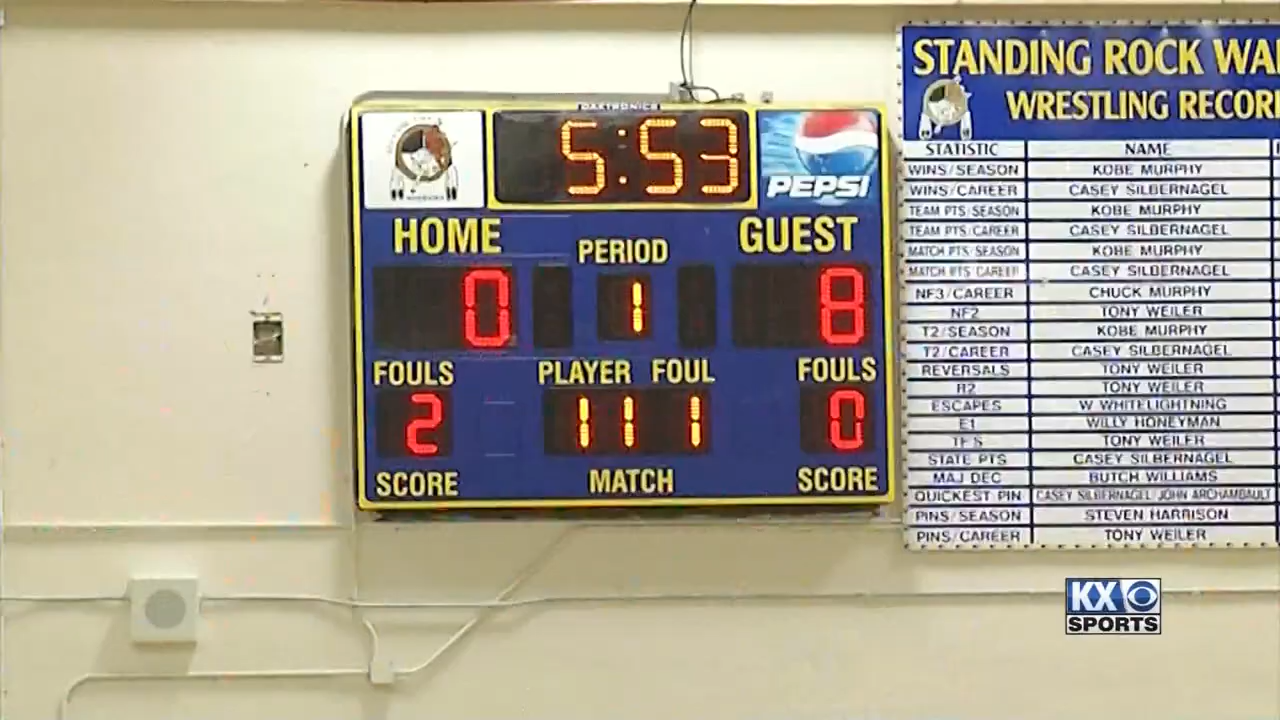 DAKTRONICS
5:53
PEPSI
HOME PERIOD GUEST
0 1 8
FOULS PLAYER FOUL FOULS
2 11 1 0
SCORE MATCH SCORE
STANDING ROCK WA
WRESTLING RECOR
STATISTIC NAME
WINS/SEASON KOBE MURPHY
WINS/CAREER CASEY SILBERNAGEL
TEAM PTS/SEASON KOBE MURPHY
TEAM PTS/CAREER CASEY SILBERNAGEL
MATCH PTS/SEASON KOBE MURPHY
MATCH PTS CAREER CASEY SILBERNAGEL
NF3/CAREER CHUCK MURPHY
NF2 TONY WEILER
T2/SEASON KOBE MURPHY
T2/CAREER CASEY SILBERNAGEL
REVERSALS TONY WEILER
R2 TONY WEILER
ESCAPES W WHITELIGHTNING
E1 WILLY HONEYMAN
TONY WEILER
STATE PTS CASEY SILBERNAGEL
MAJ DEC BUTCH WILLIAMS
QUICKEST PIN CASEY SILBERNAGEL/JOHN ARCHAMBAULT
PINS/SEASON STEVEN HARRISON
PINS/CAREER TONY WEILER
KX
SPORTS